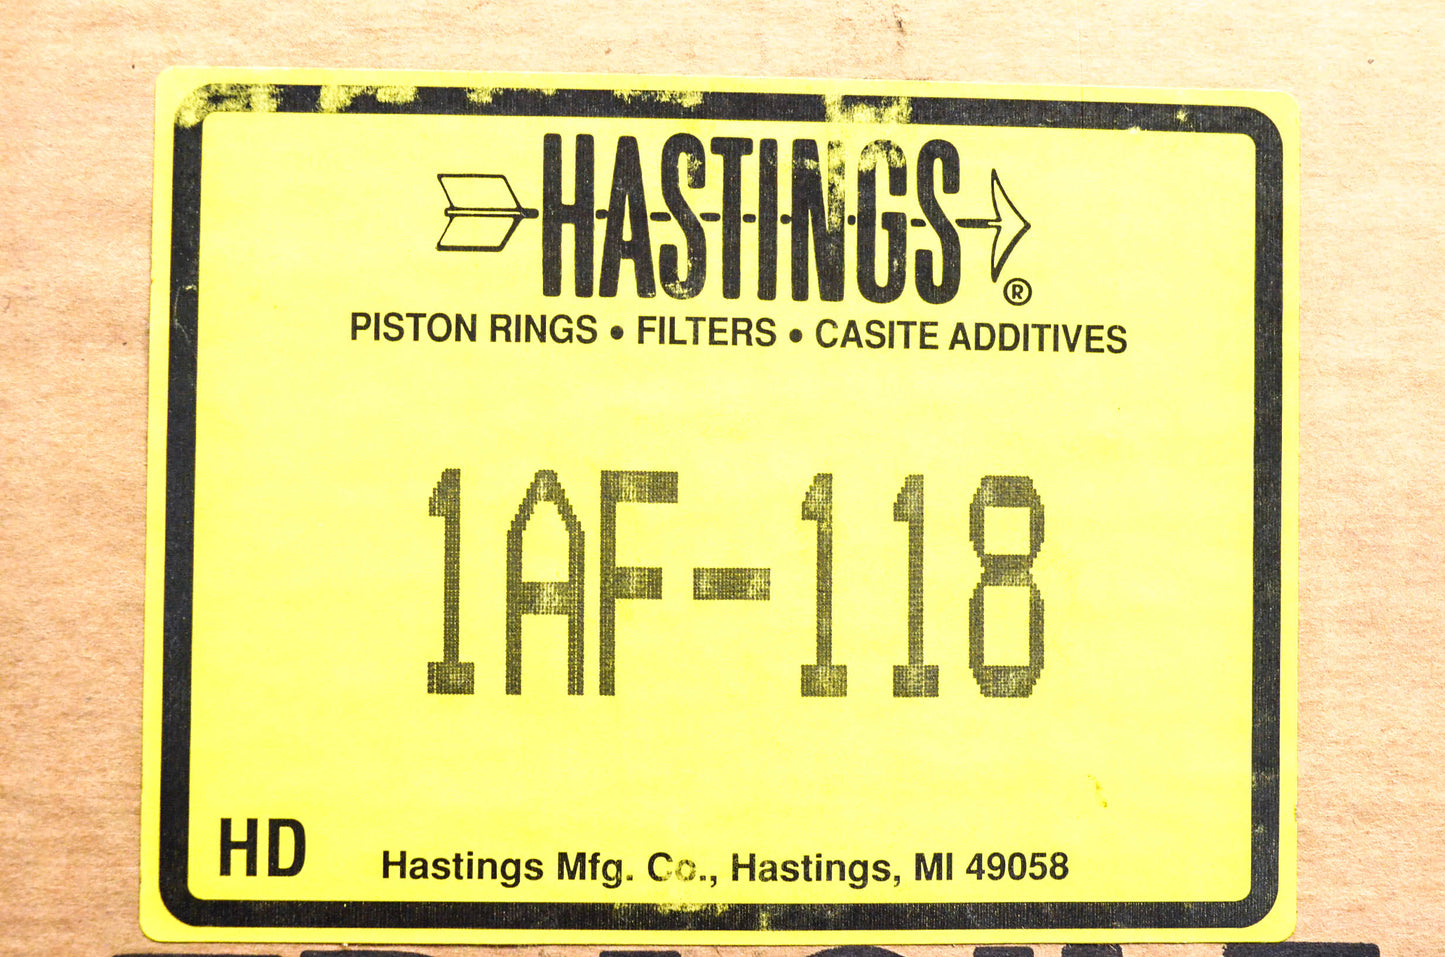 HASTINGS®
PISTON RINGS • FILTERS • CASITE ADDITIVES
1AF-118
HD
Hastings Mfg. Co., Hastings, MI 49058